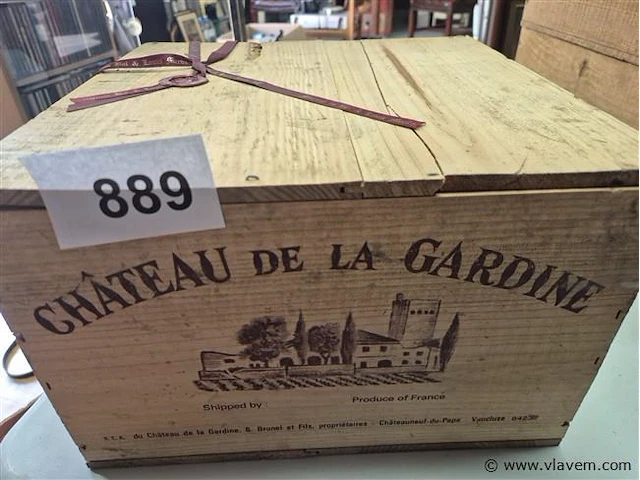 889
CHÂTEAU DE LA GARDINE
Shipped by Produce of France
S.C.A. du Château de la Gardine, G. Brunel et Fils, propriétaires - Châteauneuf-du-Pape Vaucluse 84230
© www.vlavem.com